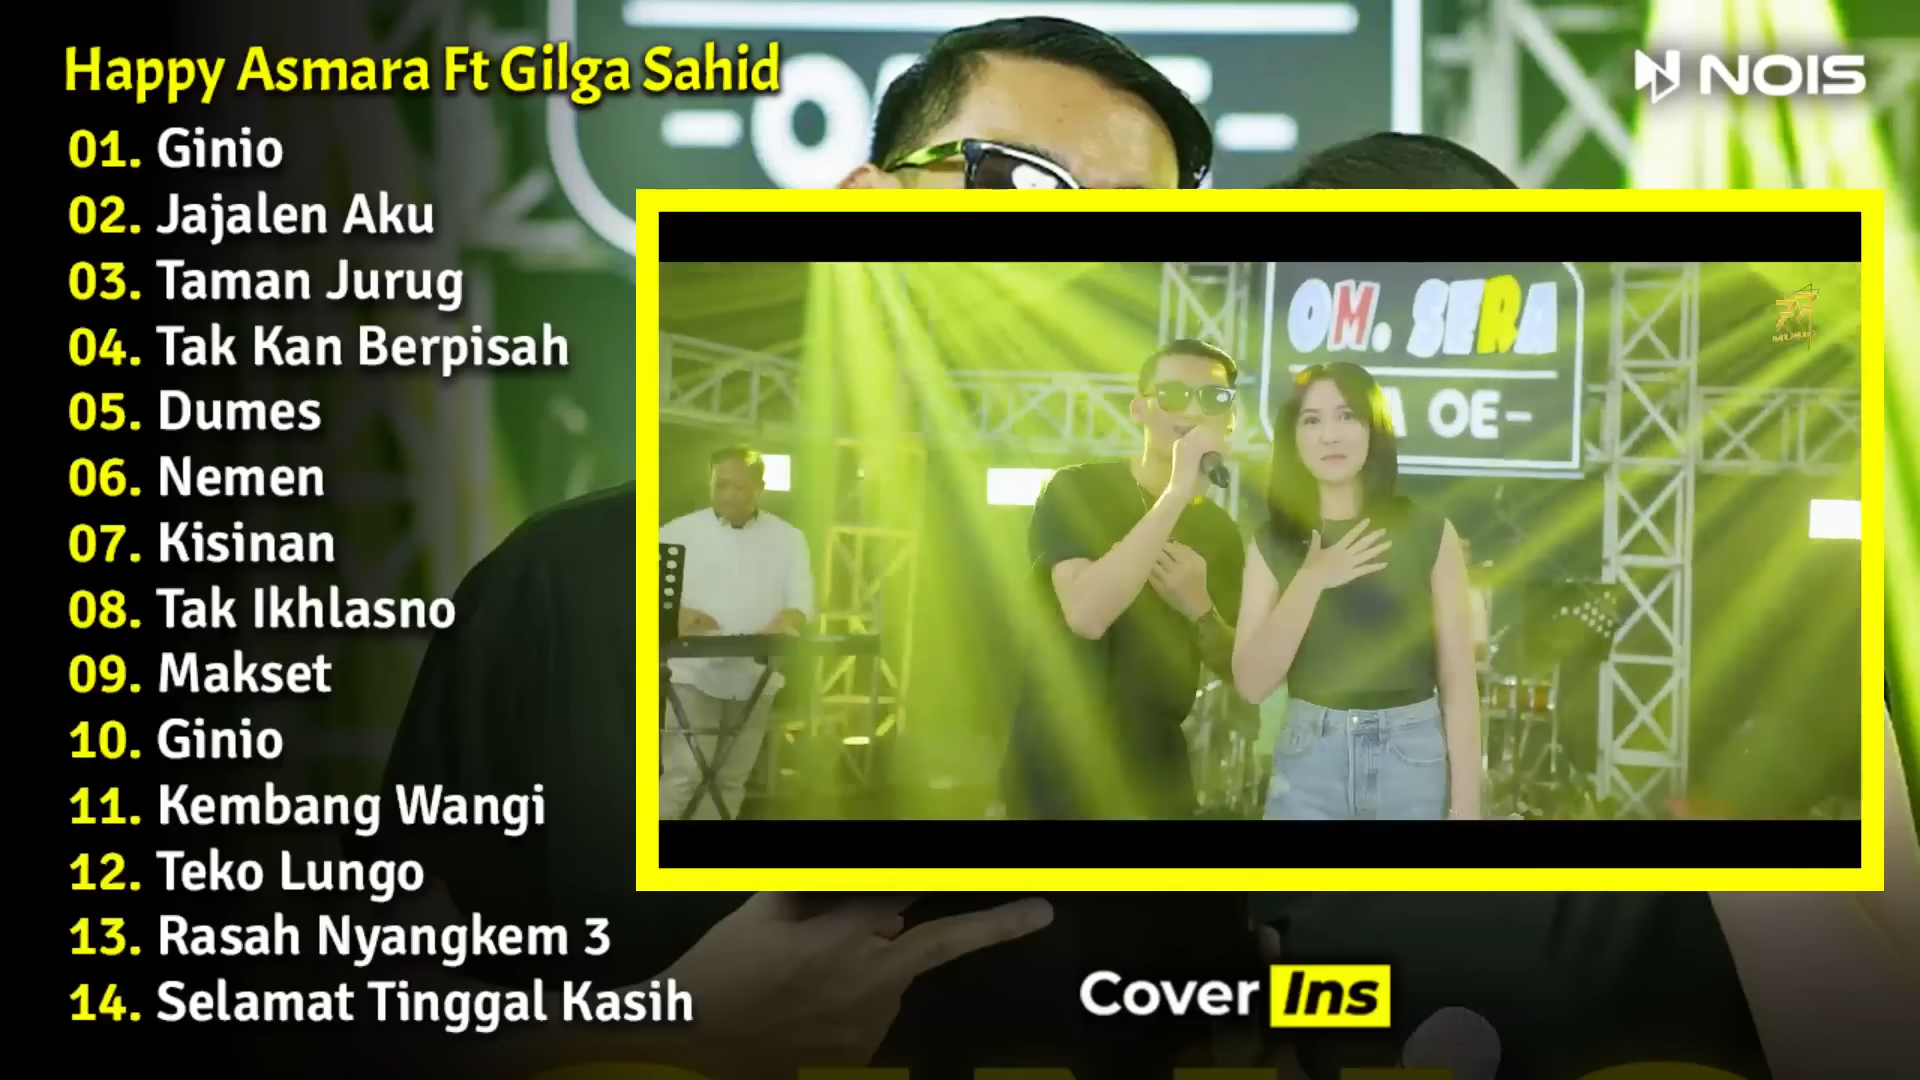 Happy Asmara Ft Gilga Sahid
NOIS
01. Ginio
02. Jajalen Aku
03. Taman Jurug
04. Tak Kan Berpisah
05. Dumes
06. Nemen
07. Kisinan
08. Tak Ikhlasno
09. Makset
10. Ginio
11. Kembang Wangi
12. Teko Lungo
13. Rasah Nyangkem 3
14. Selamat Tinggal Kasih
OM. SERA
A OE-
MUSIC
Cover Ins